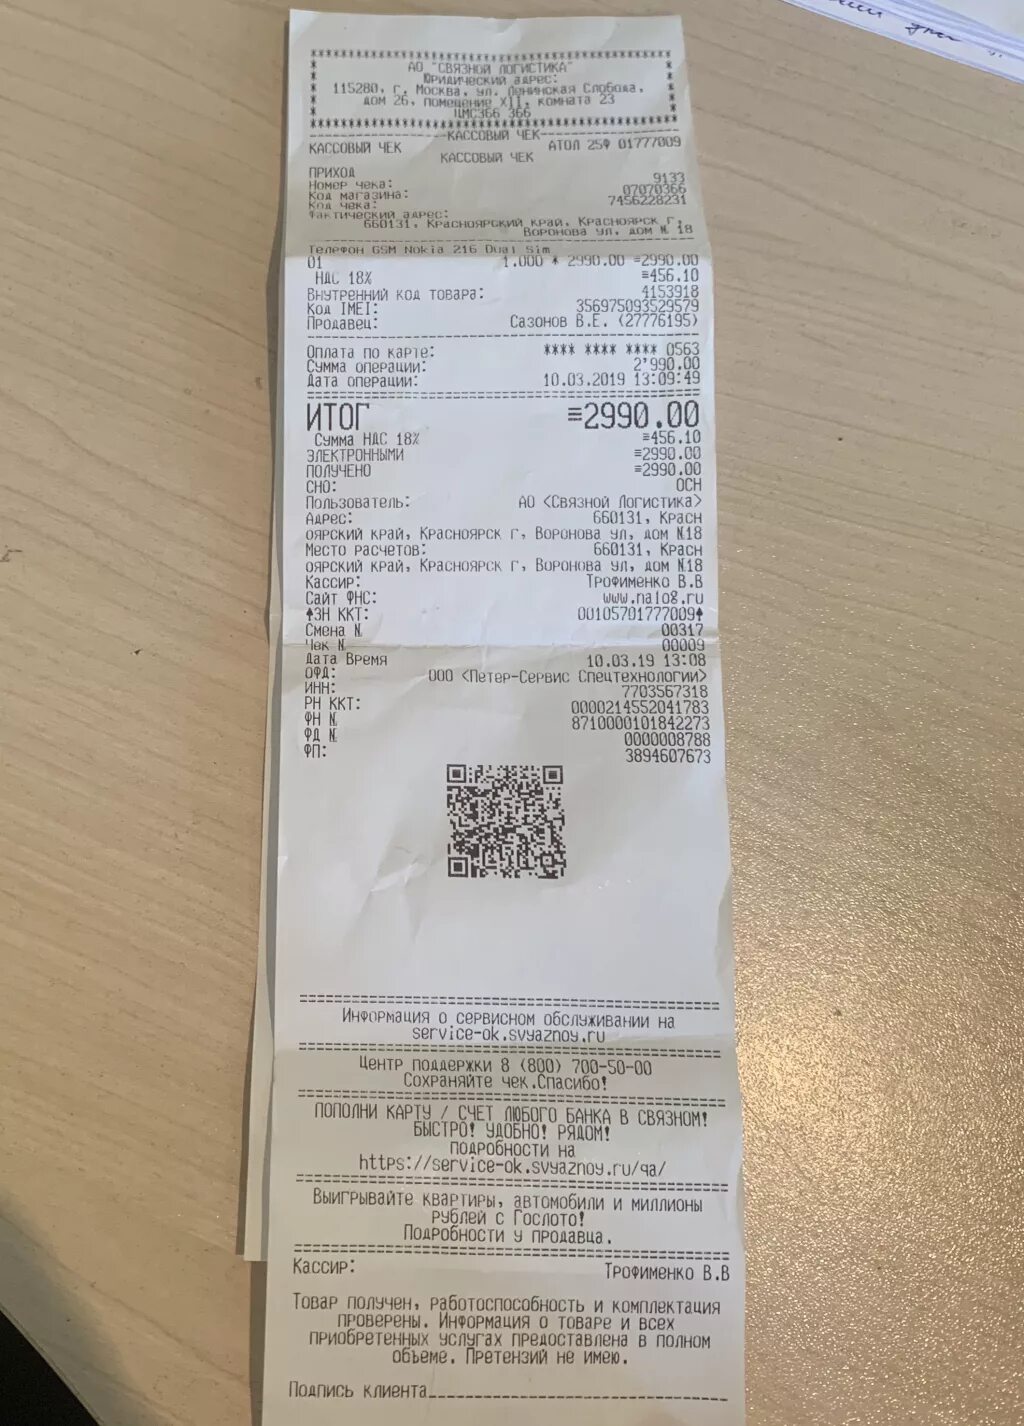 АО "СВЯЗНОЙ ЛОГИСТИКА"
Юридический адрес:
115280, г. Москва, ул. Ленинская Слобода,
дом 26, помещение XII, комната 23
ЦМС366 366
КАССОВЫЙ ЧЕК
КАССОВЫЙ ЧЕК АТОЛ 25Ф 01777009
КАССОВЫЙ ЧЕК
ПРИХОД
Номер чека: 9133
Код магазина: 07070366
Код чека: 7456228231
Фактический адрес:
660131, Красноярский край, Красноярск г,
Воронова ул, дом № 18
Телефон GSM Nokia 216 Dual Sim
01 1.000 * 2990.00 =2990.00
НДС 18% =456.10
Внутренний код товара: 4153918
Код IMEI: 356975093529579
Продавец: Сазонов В.Е. (27776195)
Оплата по карте: **** **** **** 0563
Сумма операции: 2'990.00
Дата операции: 10.03.2019 13:09:49
ИТОГ =2990.00
Сумма НДС 18% =456.10
ЭЛЕКТРОННЫМИ =2990.00
ПОЛУЧЕНО =2990.00
СНО: ОСН
Пользователь: АО <Связной Логистика>
Адрес: 660131, Красн
оярский край, Красноярск г, Воронова ул, дом №18
Место расчетов: 660131, Красн
оярский край, Красноярск г, Воронова ул, дом №18
Кассир: Трофименко В.В
Сайт ФНС: www.nalog.ru
♠ЗН ККТ: 00105701777009♠
Смена № 00317
Чек № 00009
Дата Время 10.03.19 13:08
ОФД: ООО <Петер-Сервис Спецтехнологии>
ИНН: 7703567318
РН ККТ: 0000214552041783
ФН № 8710000101842273
ФД № 0000008788
ФП: 3894607673
Информация о сервисном обслуживании на
service-ok.svyaznoy.ru
Центр поддержки 8 (800) 700-50-00
Сохраняйте чек.Спасибо!
ПОПОЛНИ КАРТУ / СЧЕТ ЛЮБОГО БАНКА В СВЯЗНОМ!
БЫСТРО! УДОБНО! РЯДОМ!
ПОДРОБНОСТИ НА
https://service-ok.svyaznoy.ru/qa/
Выигрывайте квартиры, автомобили и миллионы
рублей с Гослото!
Подробности у продавца.
Кассир: Трофименко В.В
Товар получен, работоспособность и комплектация
проверены. Информация о товаре и всех
приобретенных услугах предоставлена в полном
объеме. Претензий не имею.
Подпись клиента